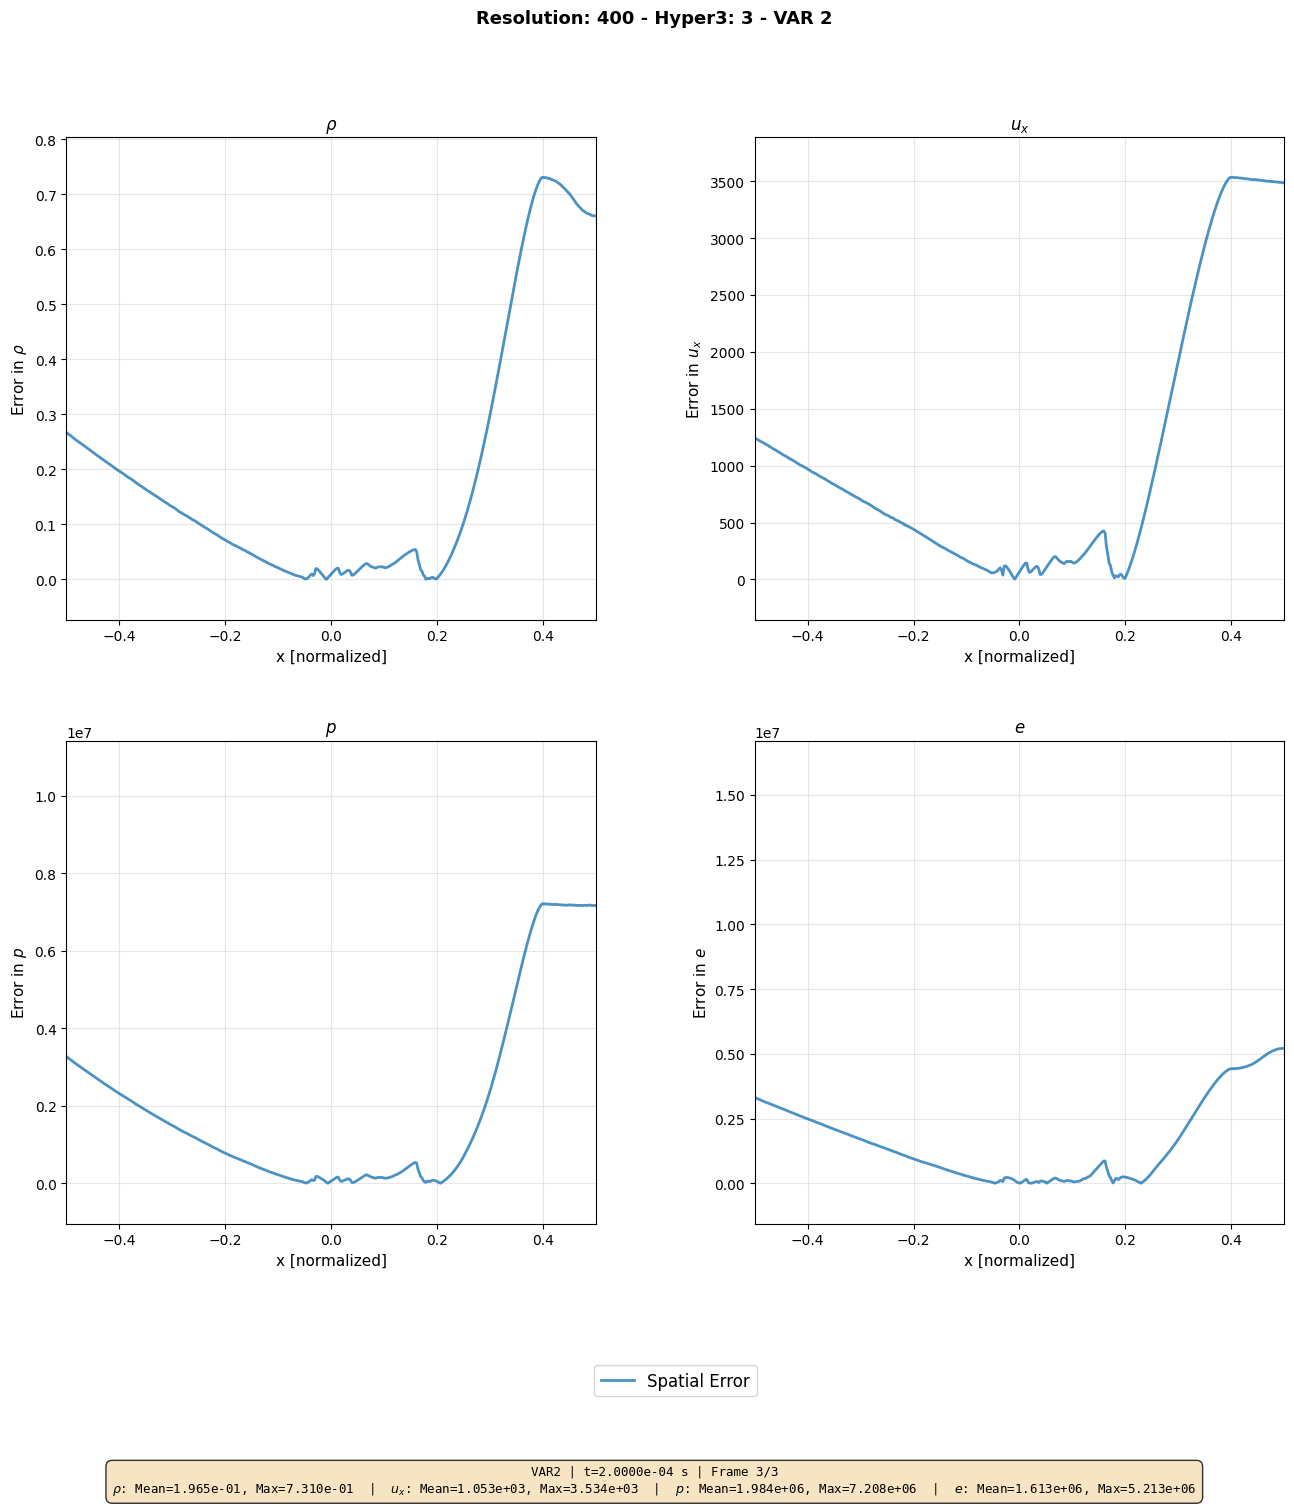 Resolution: 400 - Hyper3: 3 - VAR 2
ρ
Error in ρ
0.8
0.7
0.6
0.5
0.4
0.3
0.2
0.1
0.0
−0.4 −0.2 0.0 0.2 0.4
x [normalized]
u_x
Error in u_x
3500
3000
2500
2000
1500
1000
500
0
−0.4 −0.2 0.0 0.2 0.4
x [normalized]
p
1e7
Error in p
1.0
0.8
0.6
0.4
0.2
0.0
−0.4 −0.2 0.0 0.2 0.4
x [normalized]
e
1e7
Error in e
1.50
1.25
1.00
0.75
0.50
0.25
0.00
−0.4 −0.2 0.0 0.2 0.4
x [normalized]
Spatial Error
VAR2 | t=2.0000e-04 s | Frame 3/3
ρ: Mean=1.965e-01, Max=7.310e-01 | u_x: Mean=1.053e+03, Max=3.534e+03 | p: Mean=1.984e+06, Max=7.208e+06 | e: Mean=1.613e+06, Max=5.213e+06